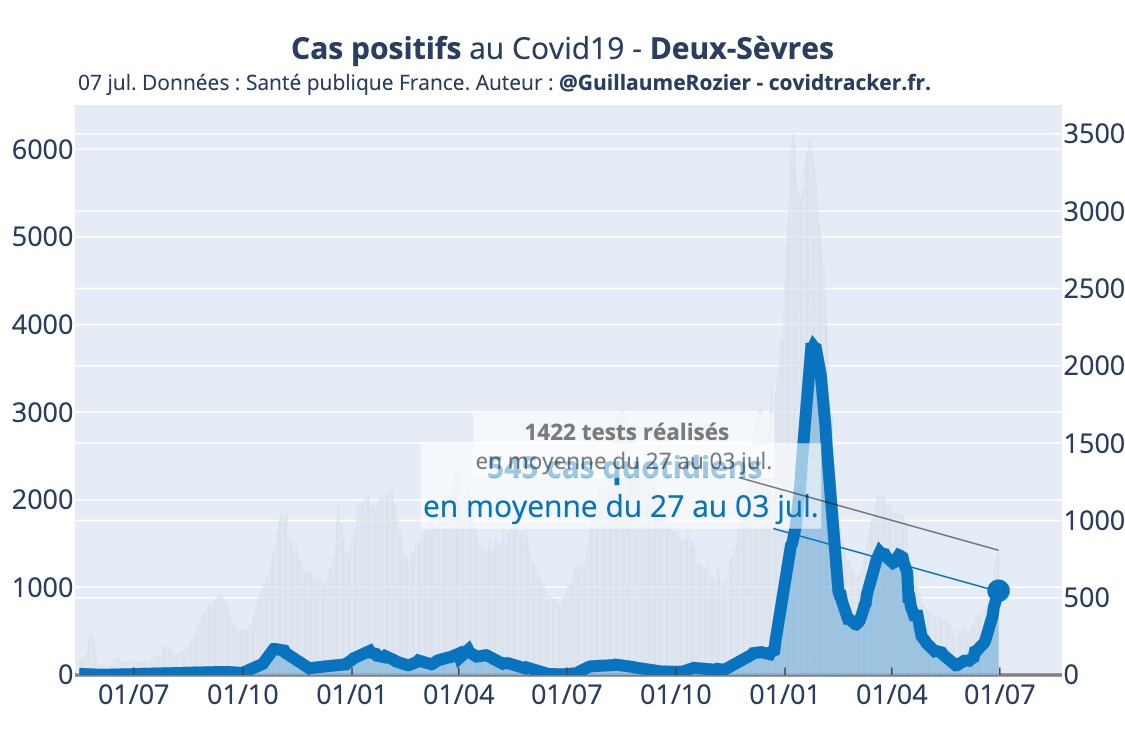 Cas positifs au Covid19 - Deux-Sèvres
07 jul. Données : Santé publique France. Auteur : @GuillaumeRozier - covidtracker.fr.
6000
5000
4000
3000
2000
1000
0
3500
3000
2500
2000
1500
1000
500
0
1422 tests réalisés
en moyenne du 27 au 03 jul.
545 cas quotidiens
en moyenne du 27 au 03 jul.
01/07 01/10 01/01 01/04 01/07 01/10 01/01 01/04 01/07